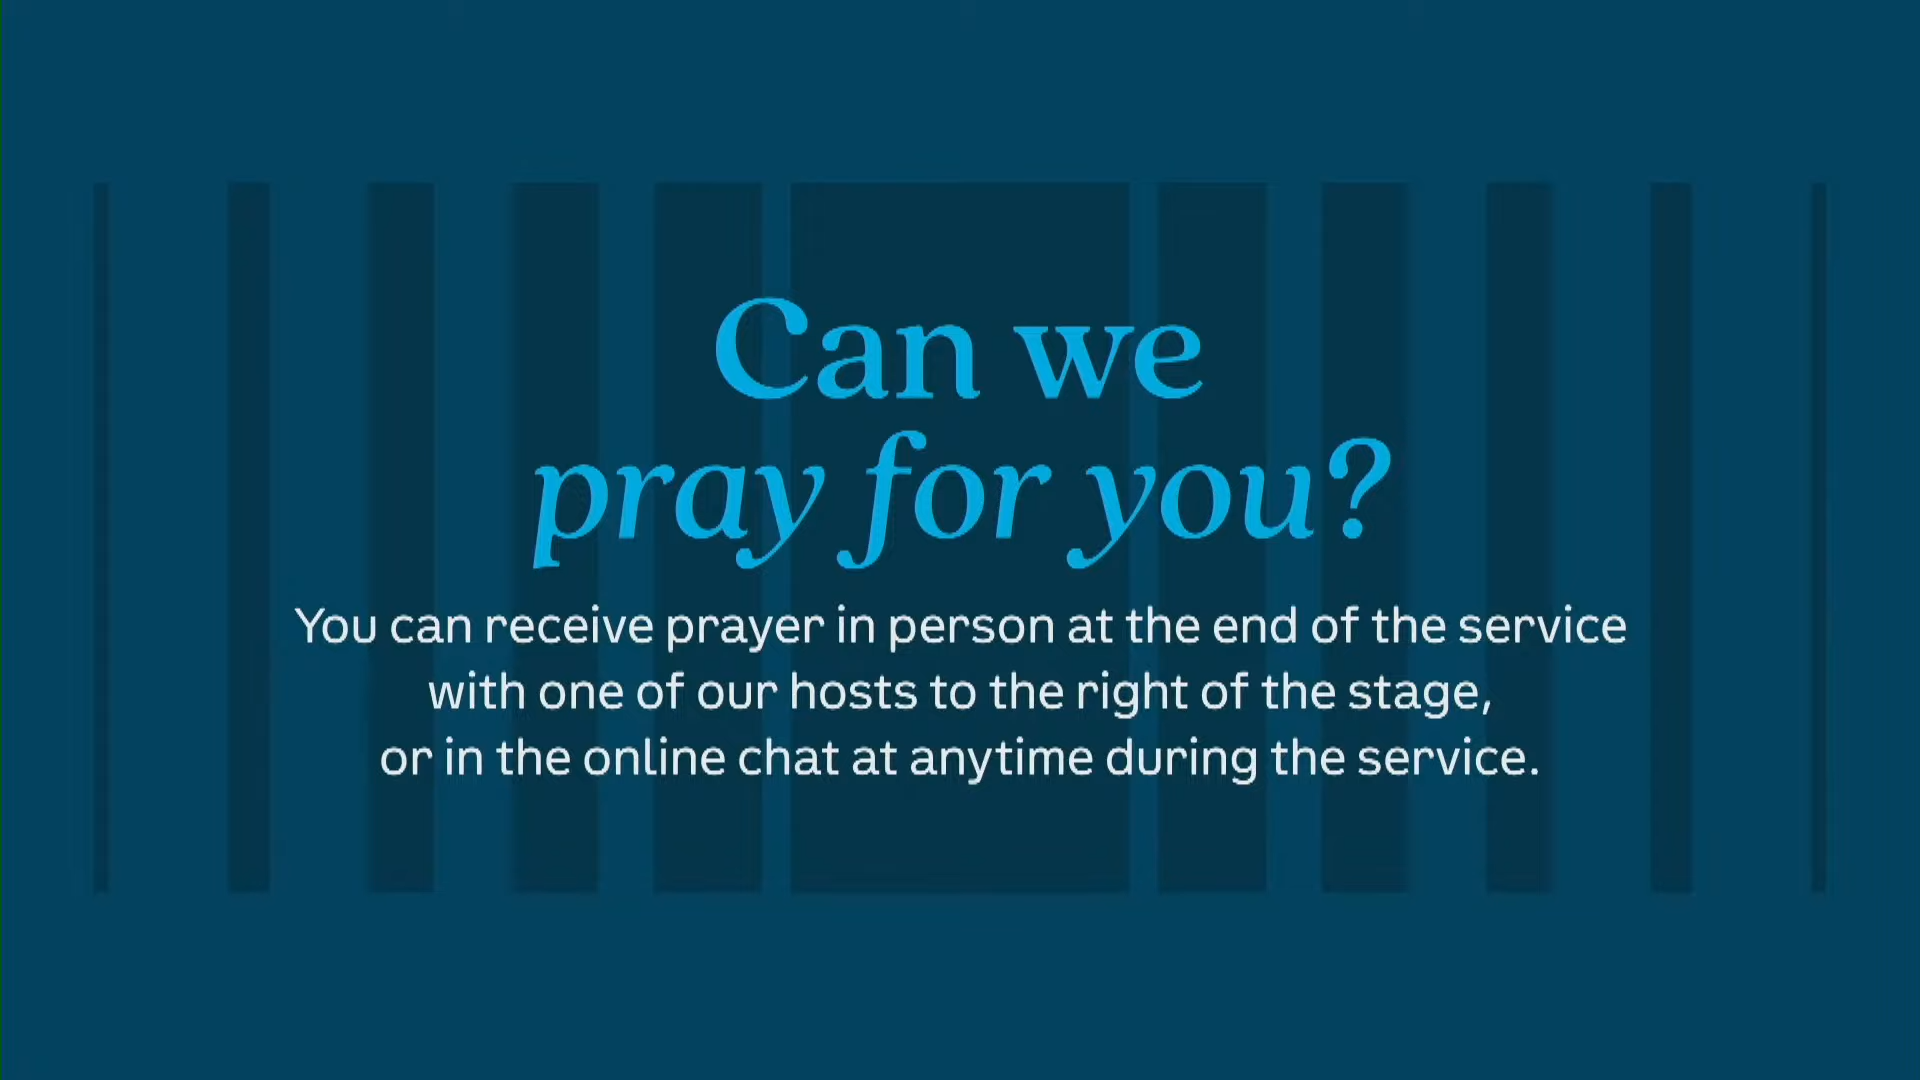 Can we
pray for you?
You can receive prayer in person at the end of the service
with one of our hosts to the right of the stage,
or in the online chat at anytime during the service.